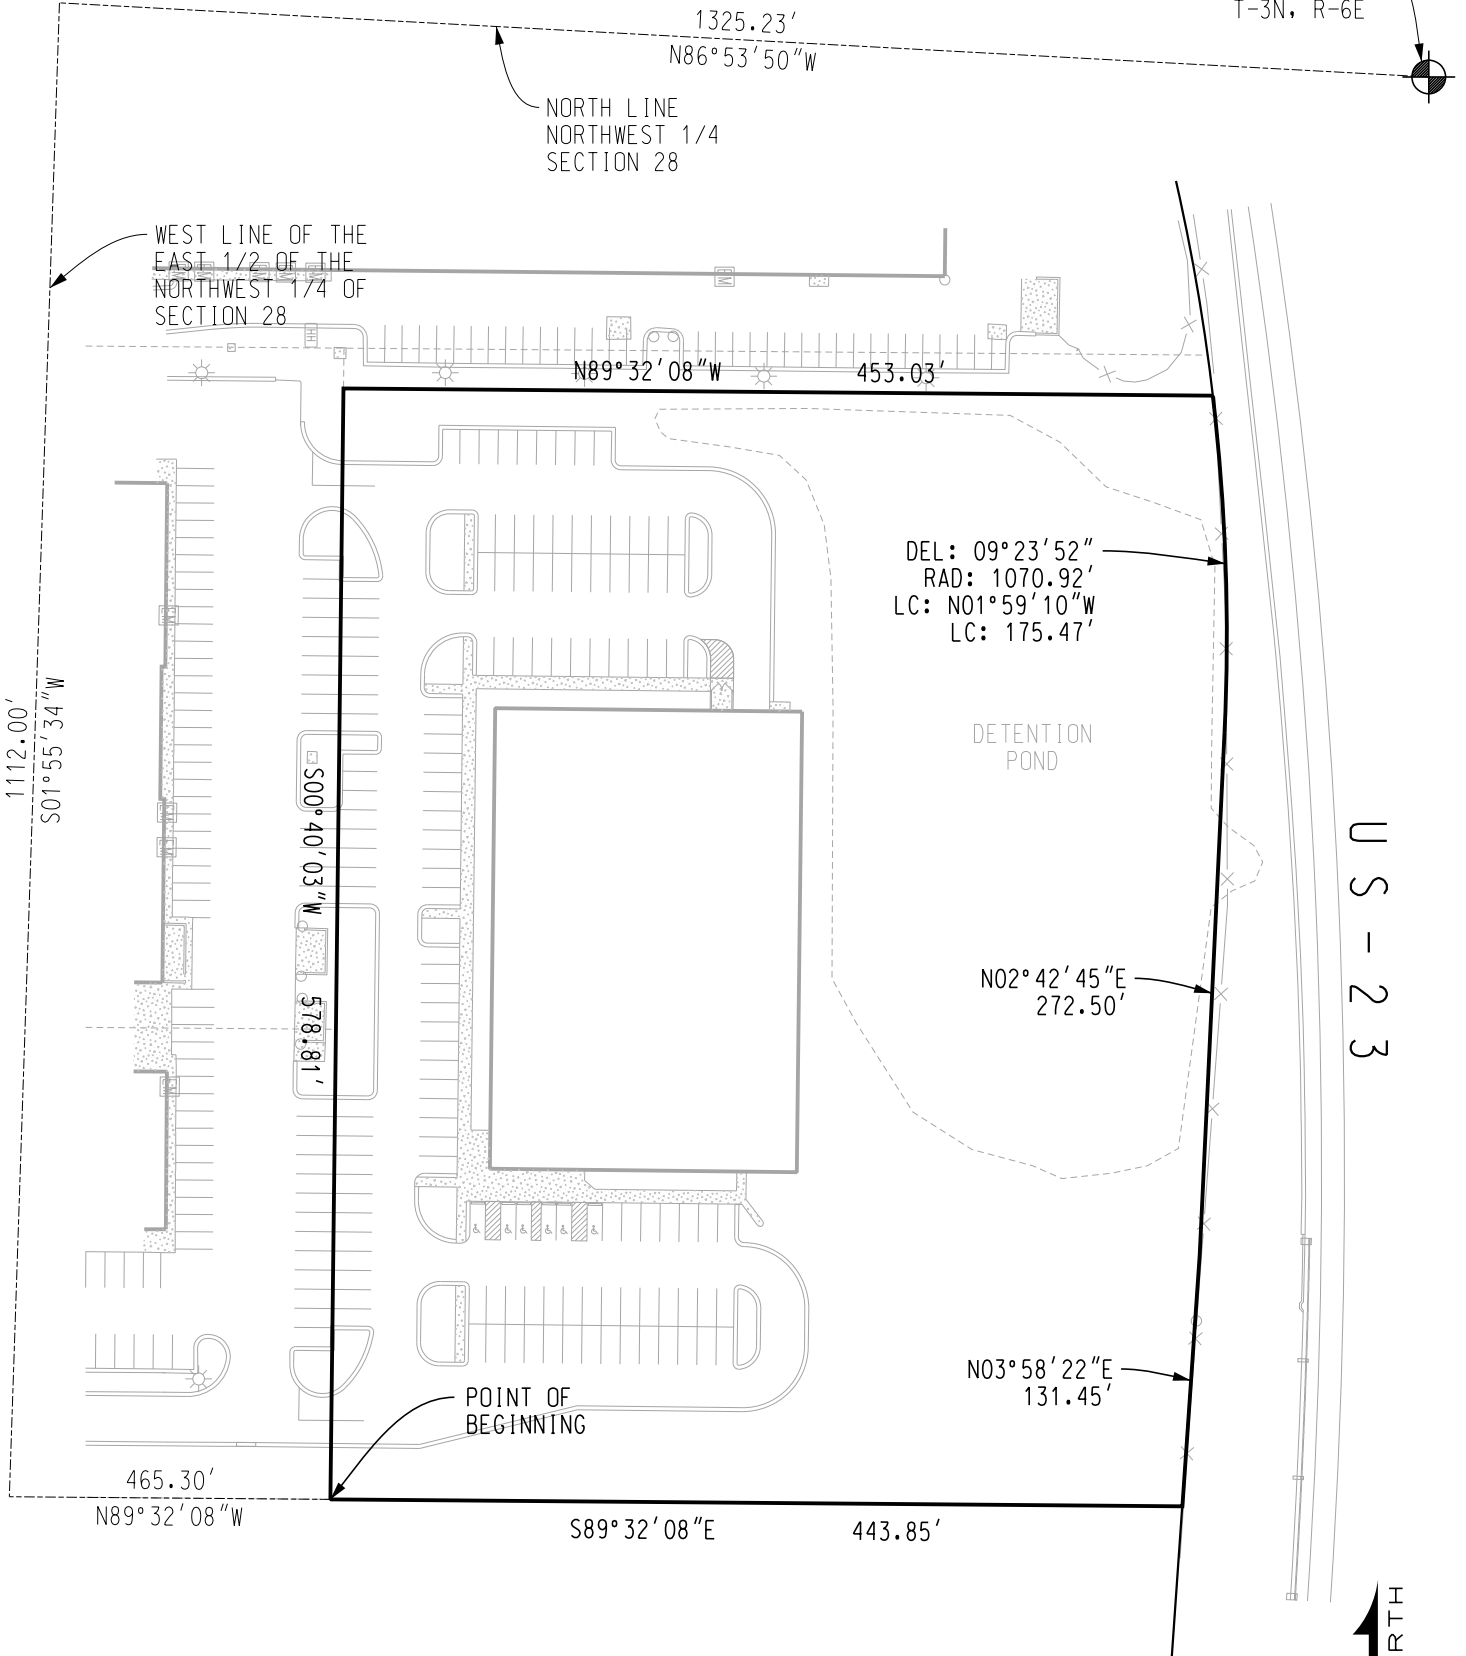 T-3N, R-6E
1325.23'
N86°53'50"W
NORTH LINE
NORTHWEST 1/4
SECTION 28
WEST LINE OF THE
EAST 1/2 OF THE
NORTHWEST 1/4 OF
SECTION 28
N89°32'08"W 453.03'
DEL: 09°23'52"
RAD: 1070.92'
LC: N01°59'10"W
LC: 175.47'
1112.00'
S01°55'34"W
S00°40'03"W 578.81'
DETENTION
POND
US-23
N02°42'45"E
272.50'
N03°58'22"E
131.45'
POINT OF
BEGINNING
465.30'
N89°32'08"W
S89°32'08"E 443.85'
RTH